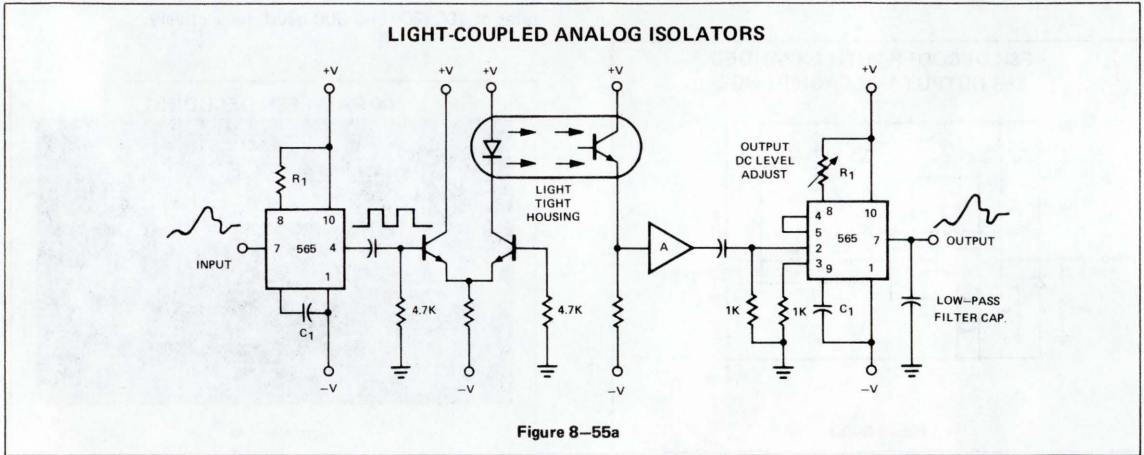 LIGHT-COUPLED ANALOG ISOLATORS
+V
+V
+V
+V
+V
R1
8
10
565
7
4
1
INPUT
C1
4.7K
4.7K
-V
-V
LIGHT
TIGHT
HOUSING
A
-V
OUTPUT
DC LEVEL
ADJUST
R1
8
10
4
5
2
3
565
7
9
1
1K
1K
C1
OUTPUT
LOW-PASS
FILTER CAP.
-V
Figure 8-55a